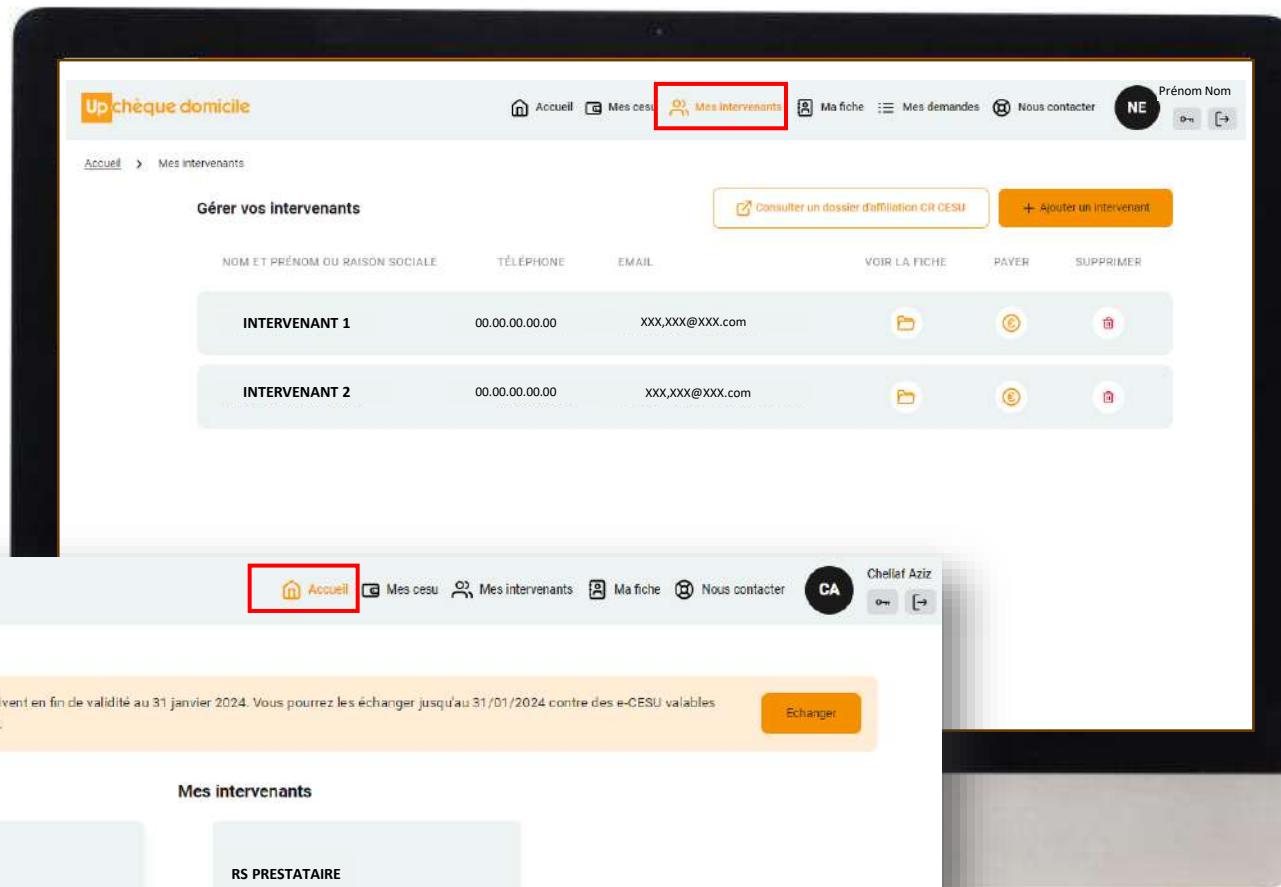 Up chèque domicile
Accueil Mes cesu Mes intervenants Ma fiche Mes demandes Nous contacter NE Prénom Nom
Accueil > Mes intervenants
Gérer vos intervenants Consulter un dossier d'affiliation CR CESU + Ajouter un intervenant
NOM ET PRÉNOM OU RAISON SOCIALE TÉLÉPHONE EMAIL VOIR LA FICHE PAYER SUPPRIMER
INTERVENANT 1 00.00.00.00.00 XXX,XXX@XXX.com
INTERVENANT 2 00.00.00.00.00 XXX,XXX@XXX.com
Accueil Mes cesu Mes intervenants Ma fiche Nous contacter CA Chellaf Aziz
ivent en fin de validité au 31 janvier 2024. Vous pourrez les échanger jusqu'au 31/01/2024 contre des e-CESU valables
Echanger
Mes intervenants
RS PRESTATAIRE